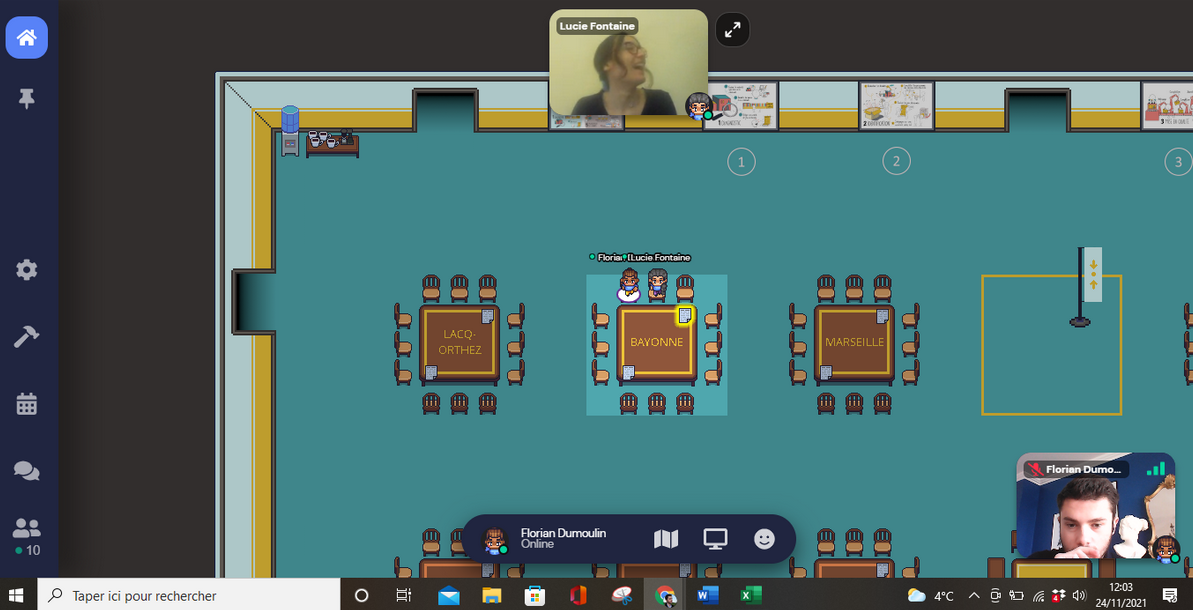 Lucie Fontaine
1
2
3
Lucie Fontaine
LACQ-
ORTHEZ
BAYONNE
MARSEILLE
Florian Dumo...
Florian Dumoulin
Online
10
Taper ici pour rechercher
4°C
12:03
24/11/2021